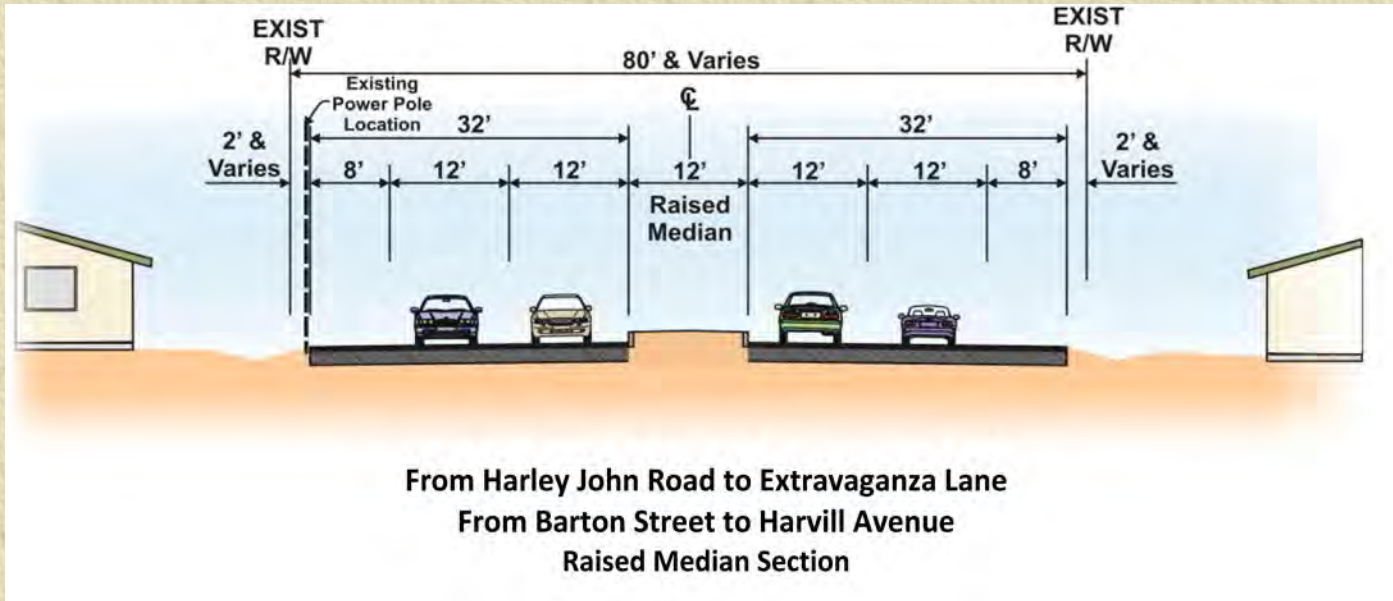 EXIST
R/W
EXIST
R/W
80' & Varies
Existing
Power Pole
Location
℄
32'
32'
2' &
Varies
8'
12'
12'
12'
12'
12'
8'
2' &
Varies
Raised
Median
From Harley John Road to Extravaganza Lane
From Barton Street to Harvill Avenue
Raised Median Section